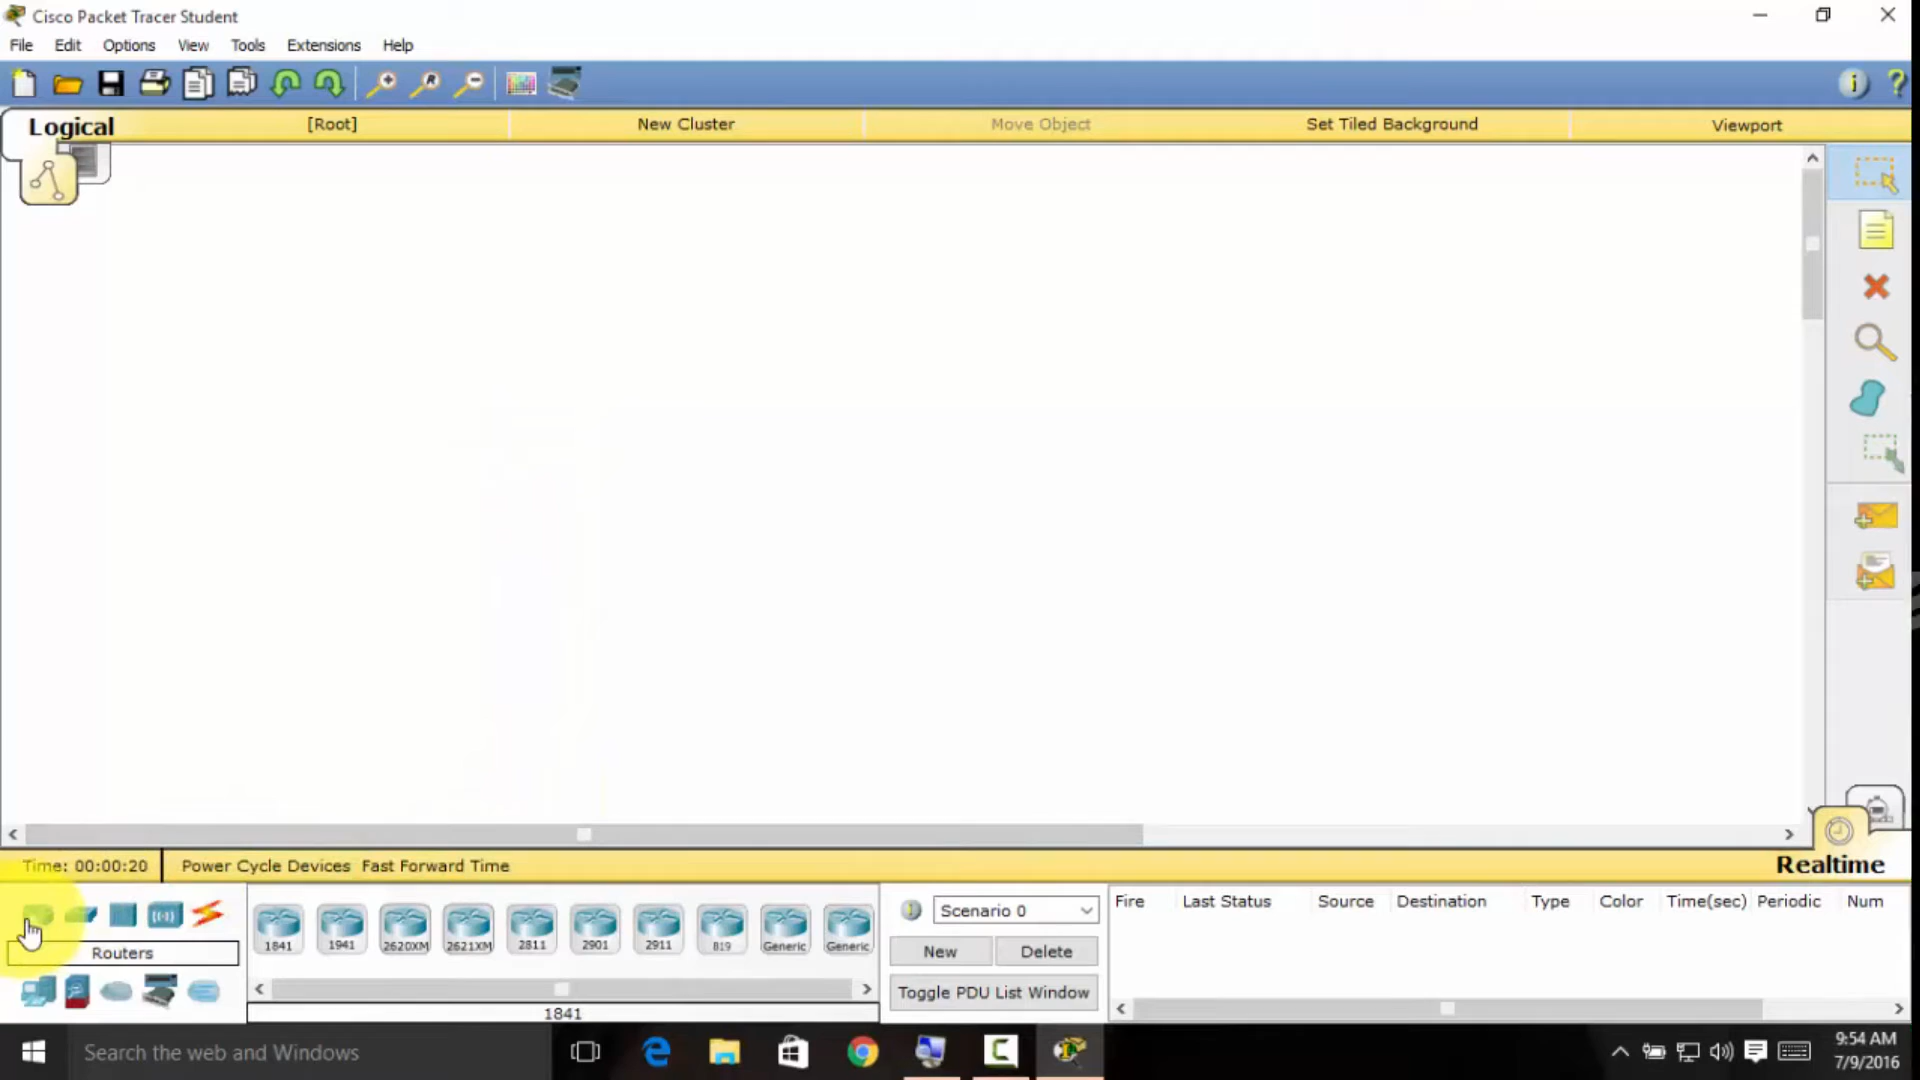 Cisco Packet Tracer Student
File Edit Options View Tools Extensions Help
Logical [Root] New Cluster Move Object Set Tiled Background Viewport
Time: 00:00:20 Power Cycle Devices Fast Forward Time Realtime
Routers
1841 1941 2620XM 2621XM 2811 2901 2911 819 Generic Generic
1841
Scenario 0
New Delete
Toggle PDU List Window
Fire Last Status Source Destination Type Color Time(sec) Periodic Num
Search the web and Windows
9:54 AM
7/9/2016